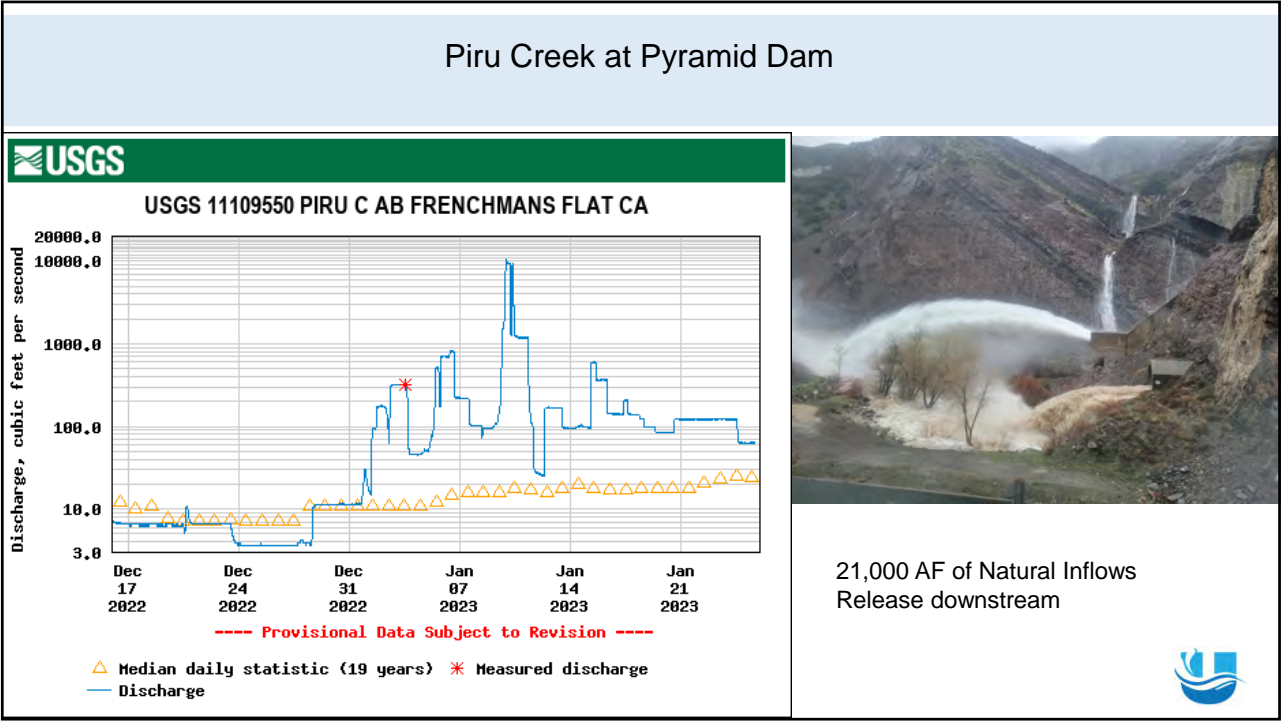 Piru Creek at Pyramid Dam
USGS
USGS 11109550 PIRU C AB FRENCHMANS FLAT CA
Discharge, cubic feet per second
20000.0
10000.0
1000.0
100.0
10.0
3.0
Dec Dec Dec Jan Jan Jan
17 24 31 07 14 21
2022 2022 2022 2023 2023 2023
---- Provisional Data Subject to Revision ----
Median daily statistic (19 years) Measured discharge
Discharge
21,000 AF of Natural Inflows
Release downstream